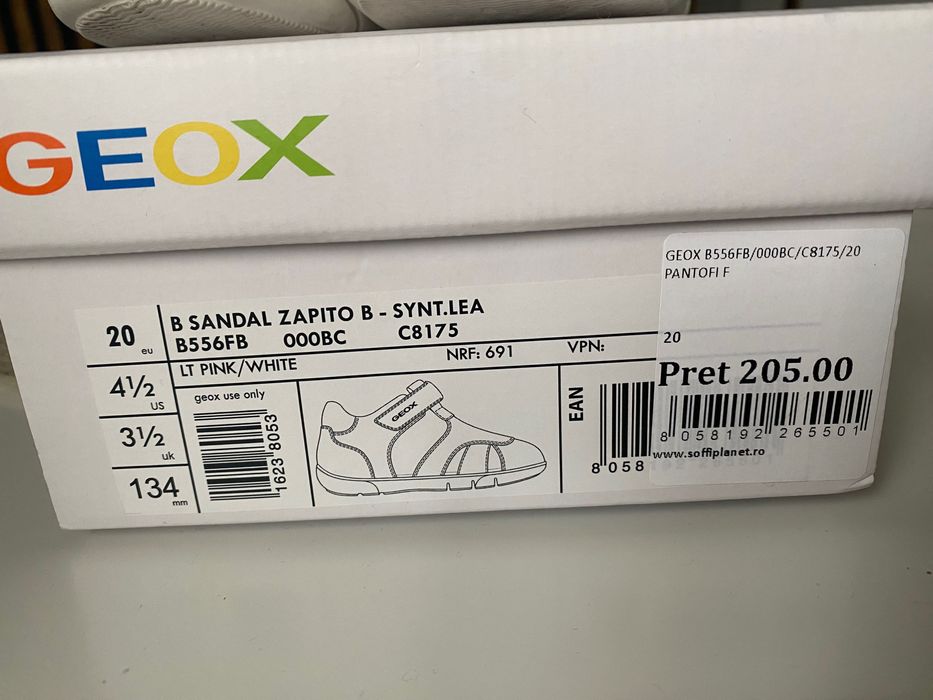 GEOX
20 eu
4½ US
3½ uk
134 mm
B SANDAL ZAPITO B - SYNT.LEA
B556FB 000BC C8175
LT PINK/WHITE NRF: 691 VPN:
geox use only
1623 8053
GEOX
EAN
8 058
GEOX B556FB/000BC/C8175/20
PANTOFI F
20
Pret 205.00
8 058192 265501
www.soffiplanet.ro